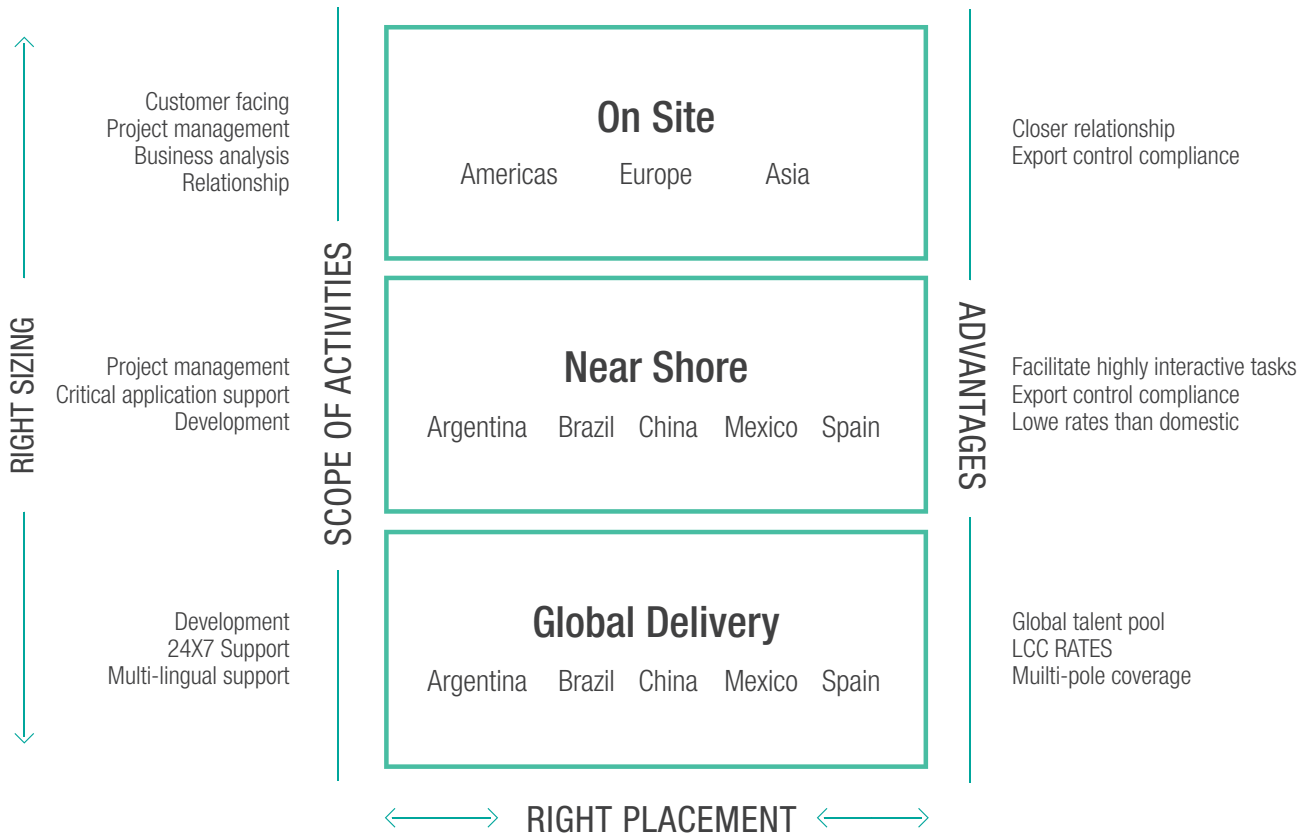 RIGHT SIZING
Customer facing
Project management
Business analysis
Relationship
Project management
Critical application support
Development
Development
24X7 Support
Multi-lingual support
SCOPE OF ACTIVITIES
On Site
Americas Europe Asia
Near Shore
Argentina Brazil China Mexico Spain
Global Delivery
Argentina Brazil China Mexico Spain
RIGHT PLACEMENT
ADVANTAGES
Closer relationship
Export control compliance
Facilitate highly interactive tasks
Export control compliance
Lowe rates than domestic
Global talent pool
LCC RATES
Muilti-pole coverage